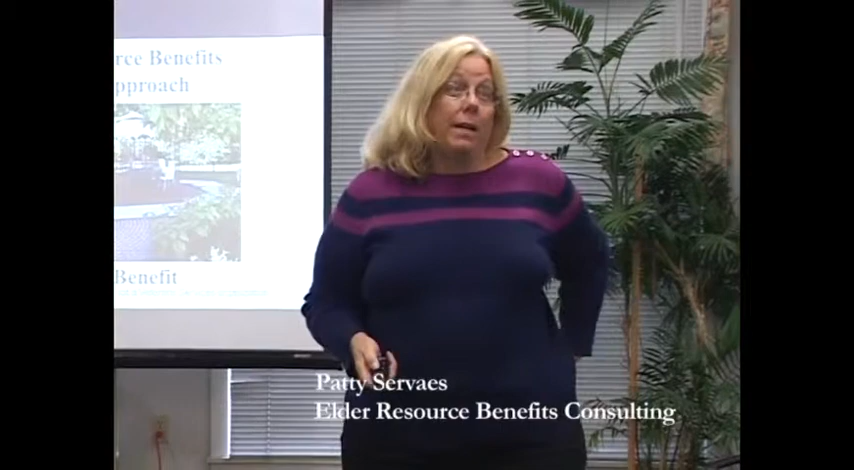 rce Benefits
pproach
Benefit
Patty Servaes
Elder Resource Benefits Consulting